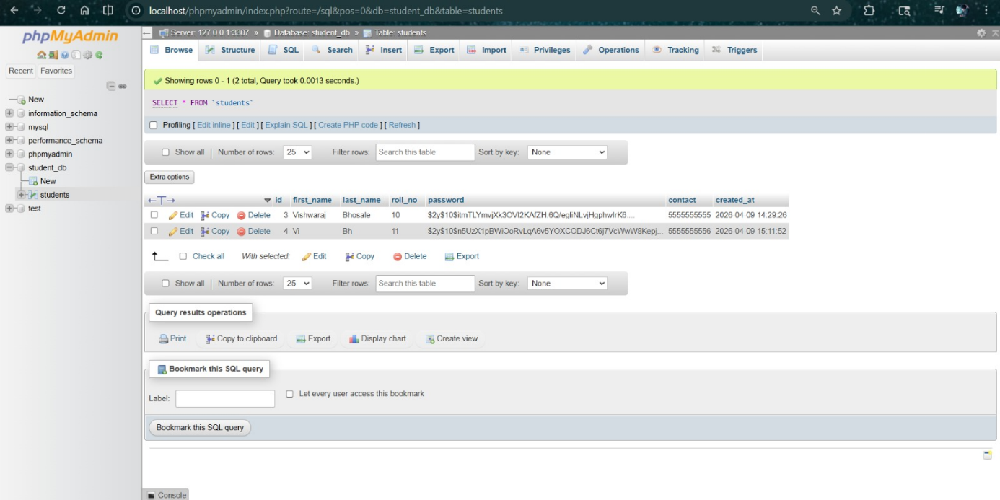 localhost/phpmyadmin/index.php?route=/sql&pos=0&db=student_db&table=students
phpMyAdmin
Recent Favorites
New
information_schema
mysql
performance_schema
phpmyadmin
student_db
New
students
test
Server: 127.0.0.1:3307 » Database: student_db » Table: students
Browse Structure SQL Search Insert Export Import Privileges Operations Tracking Triggers
Showing rows 0 - 1 (2 total, Query took 0.0013 seconds.)
SELECT * FROM `students`
Profiling [ Edit inline ] [ Edit ] [ Explain SQL ] [ Create PHP code ] [ Refresh ]
Show all | Number of rows: 25 Filter rows: Search this table Sort by key: None
Extra options
←T→ id first_name last_name roll_no password contact created_at
Edit Copy Delete 3 Vishwaraj Bhosale 10 5555555555 2026-04-09 14:29:26
Edit Copy Delete 4 Vi Bh 11 5555555556 2026-04-09 15:11:52
Check all With selected: Edit Copy Delete Export
Show all | Number of rows: 25 Filter rows: Search this table Sort by key: None
Query results operations
Print Copy to clipboard Export Display chart Create view
Bookmark this SQL query
Label: Let every user access this bookmark
Bookmark this SQL query
Console